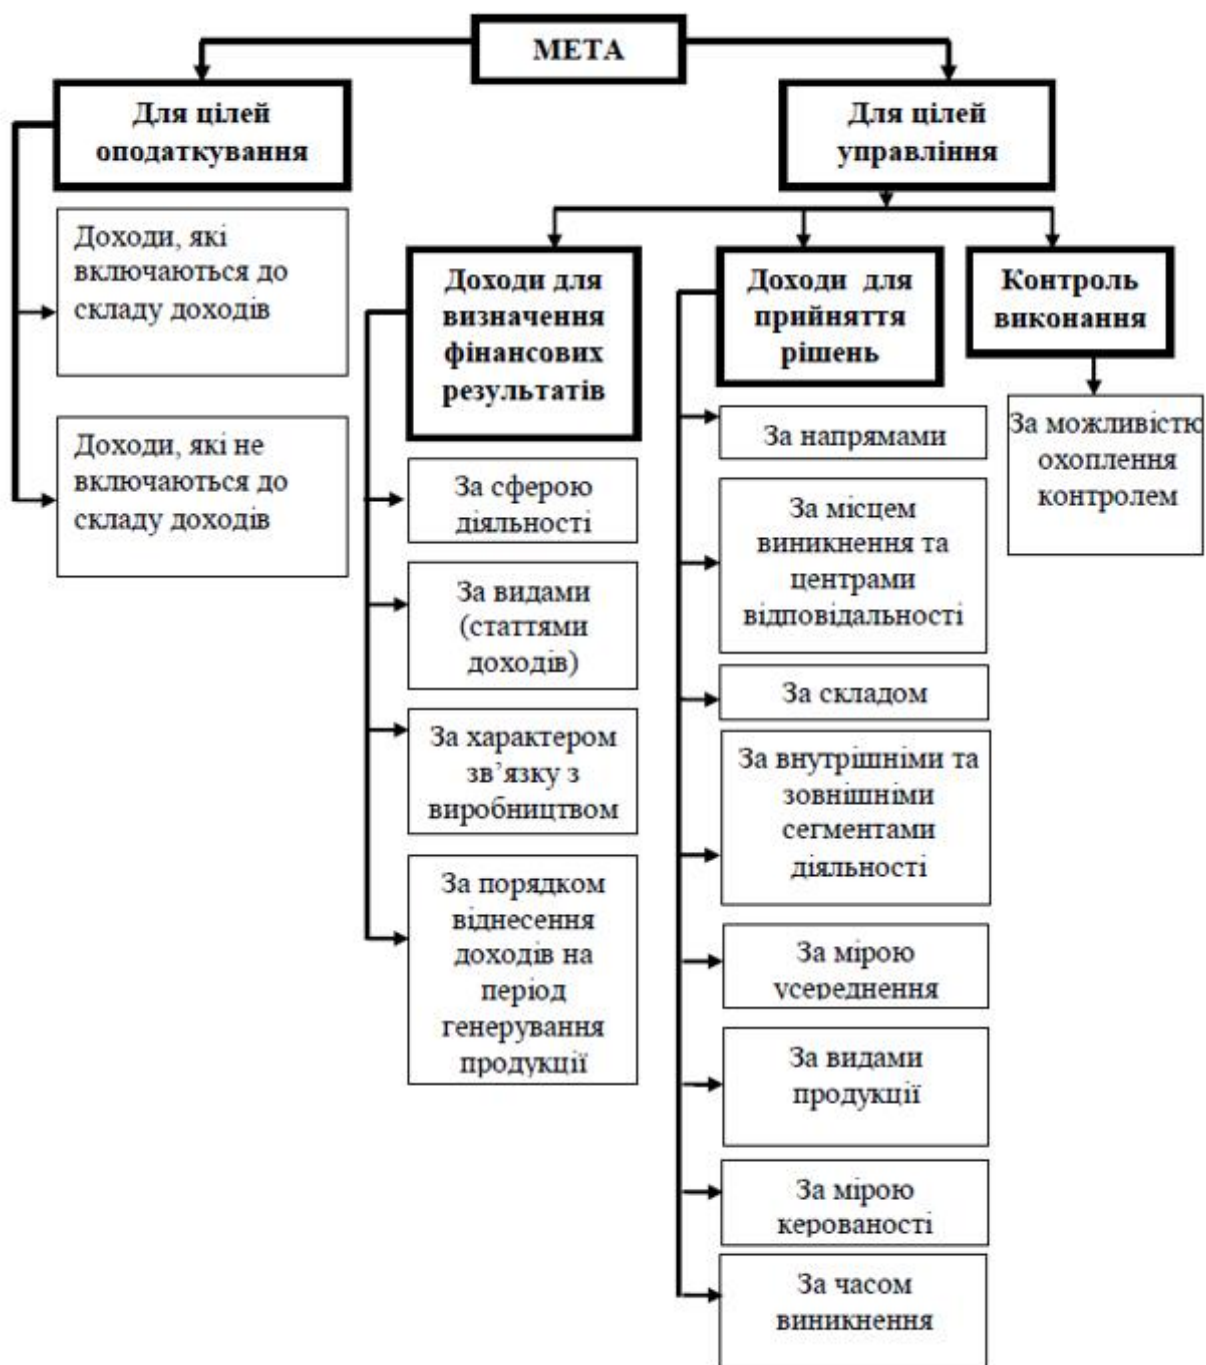 МЕТА
Для цілей
оподаткування
Доходи, які
включаються до
складу доходів
Доходи, які не
включаються до
складу доходів
Для цілей
управління
Доходи для
визначення
фінансових
результатів
За сферою
діяльності
За видами
(статтями
доходів)
За характером
зв’язку з
виробництвом
За порядком
віднесення
доходів на
період
генерування
продукції
Доходи для
прийняття
рішень
За напрямами
За місцем
виникнення та
центрами
відповідальності
За складом
За внутрішніми та
зовнішніми
сегментами
діяльності
За мірою
усереднення
За видами
продукції
За мірою
керованості
За часом
виникнення
Контроль
виконання
За можливістю
охоплення
контролем